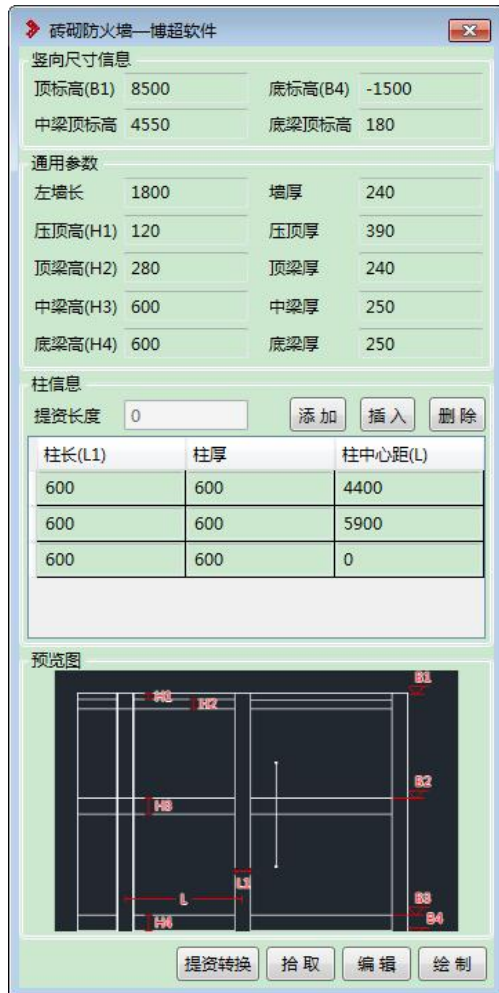 砖砌防火墙—博超软件
竖向尺寸信息
顶标高(B1) 8500 底标高(B4) -1500
中梁顶标高 4550 底梁顶标高 180
通用参数
左墙长 1800 墙厚 240
压顶高(H1) 120 压顶厚 390
顶梁高(H2) 280 顶梁厚 240
中梁高(H3) 600 中梁厚 250
底梁高(H4) 600 底梁厚 250
柱信息
提资长度 0 添加 插入 删除
柱长(L1) 柱厚 柱中心距(L)
600 600 4400
600 600 5900
600 600 0
预览图
B1
H1 H2
B2
H3
L1
L B3
H4 B4
提资转换 拾取 编辑 绘制